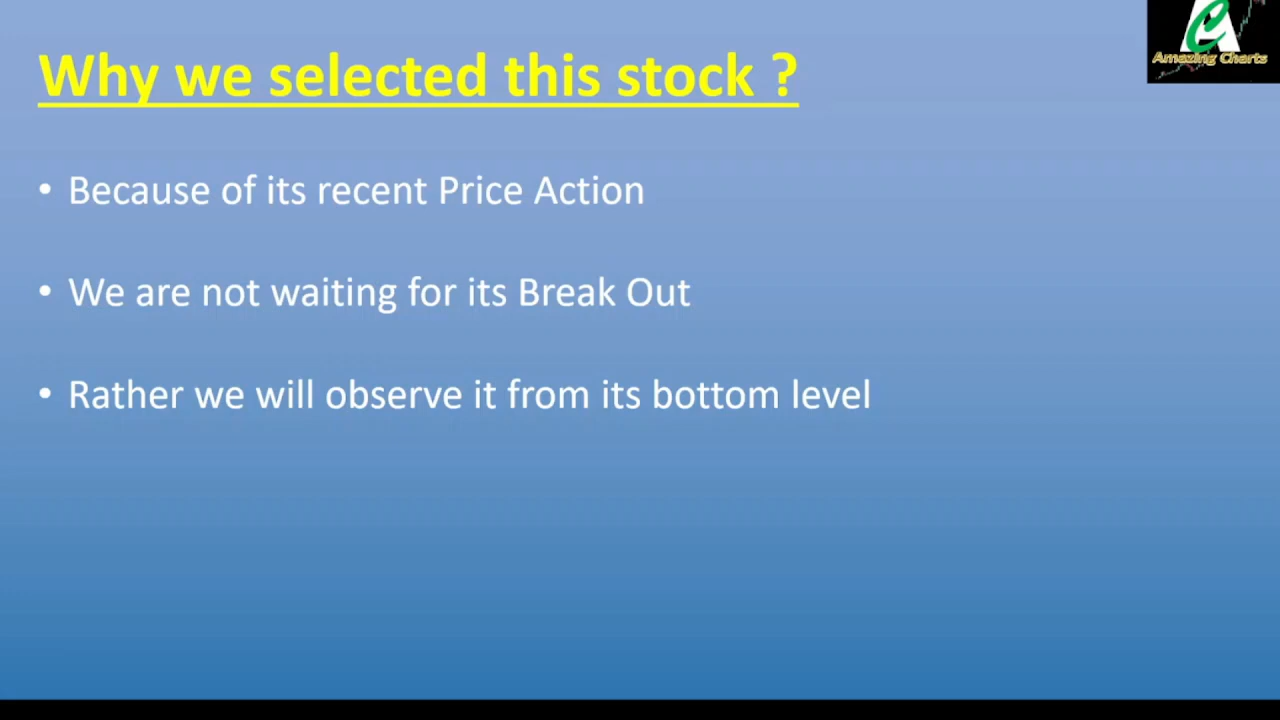 Amazing Charts
Why we selected this stock ?
• Because of its recent Price Action
• We are not waiting for its Break Out
• Rather we will observe it from its bottom level